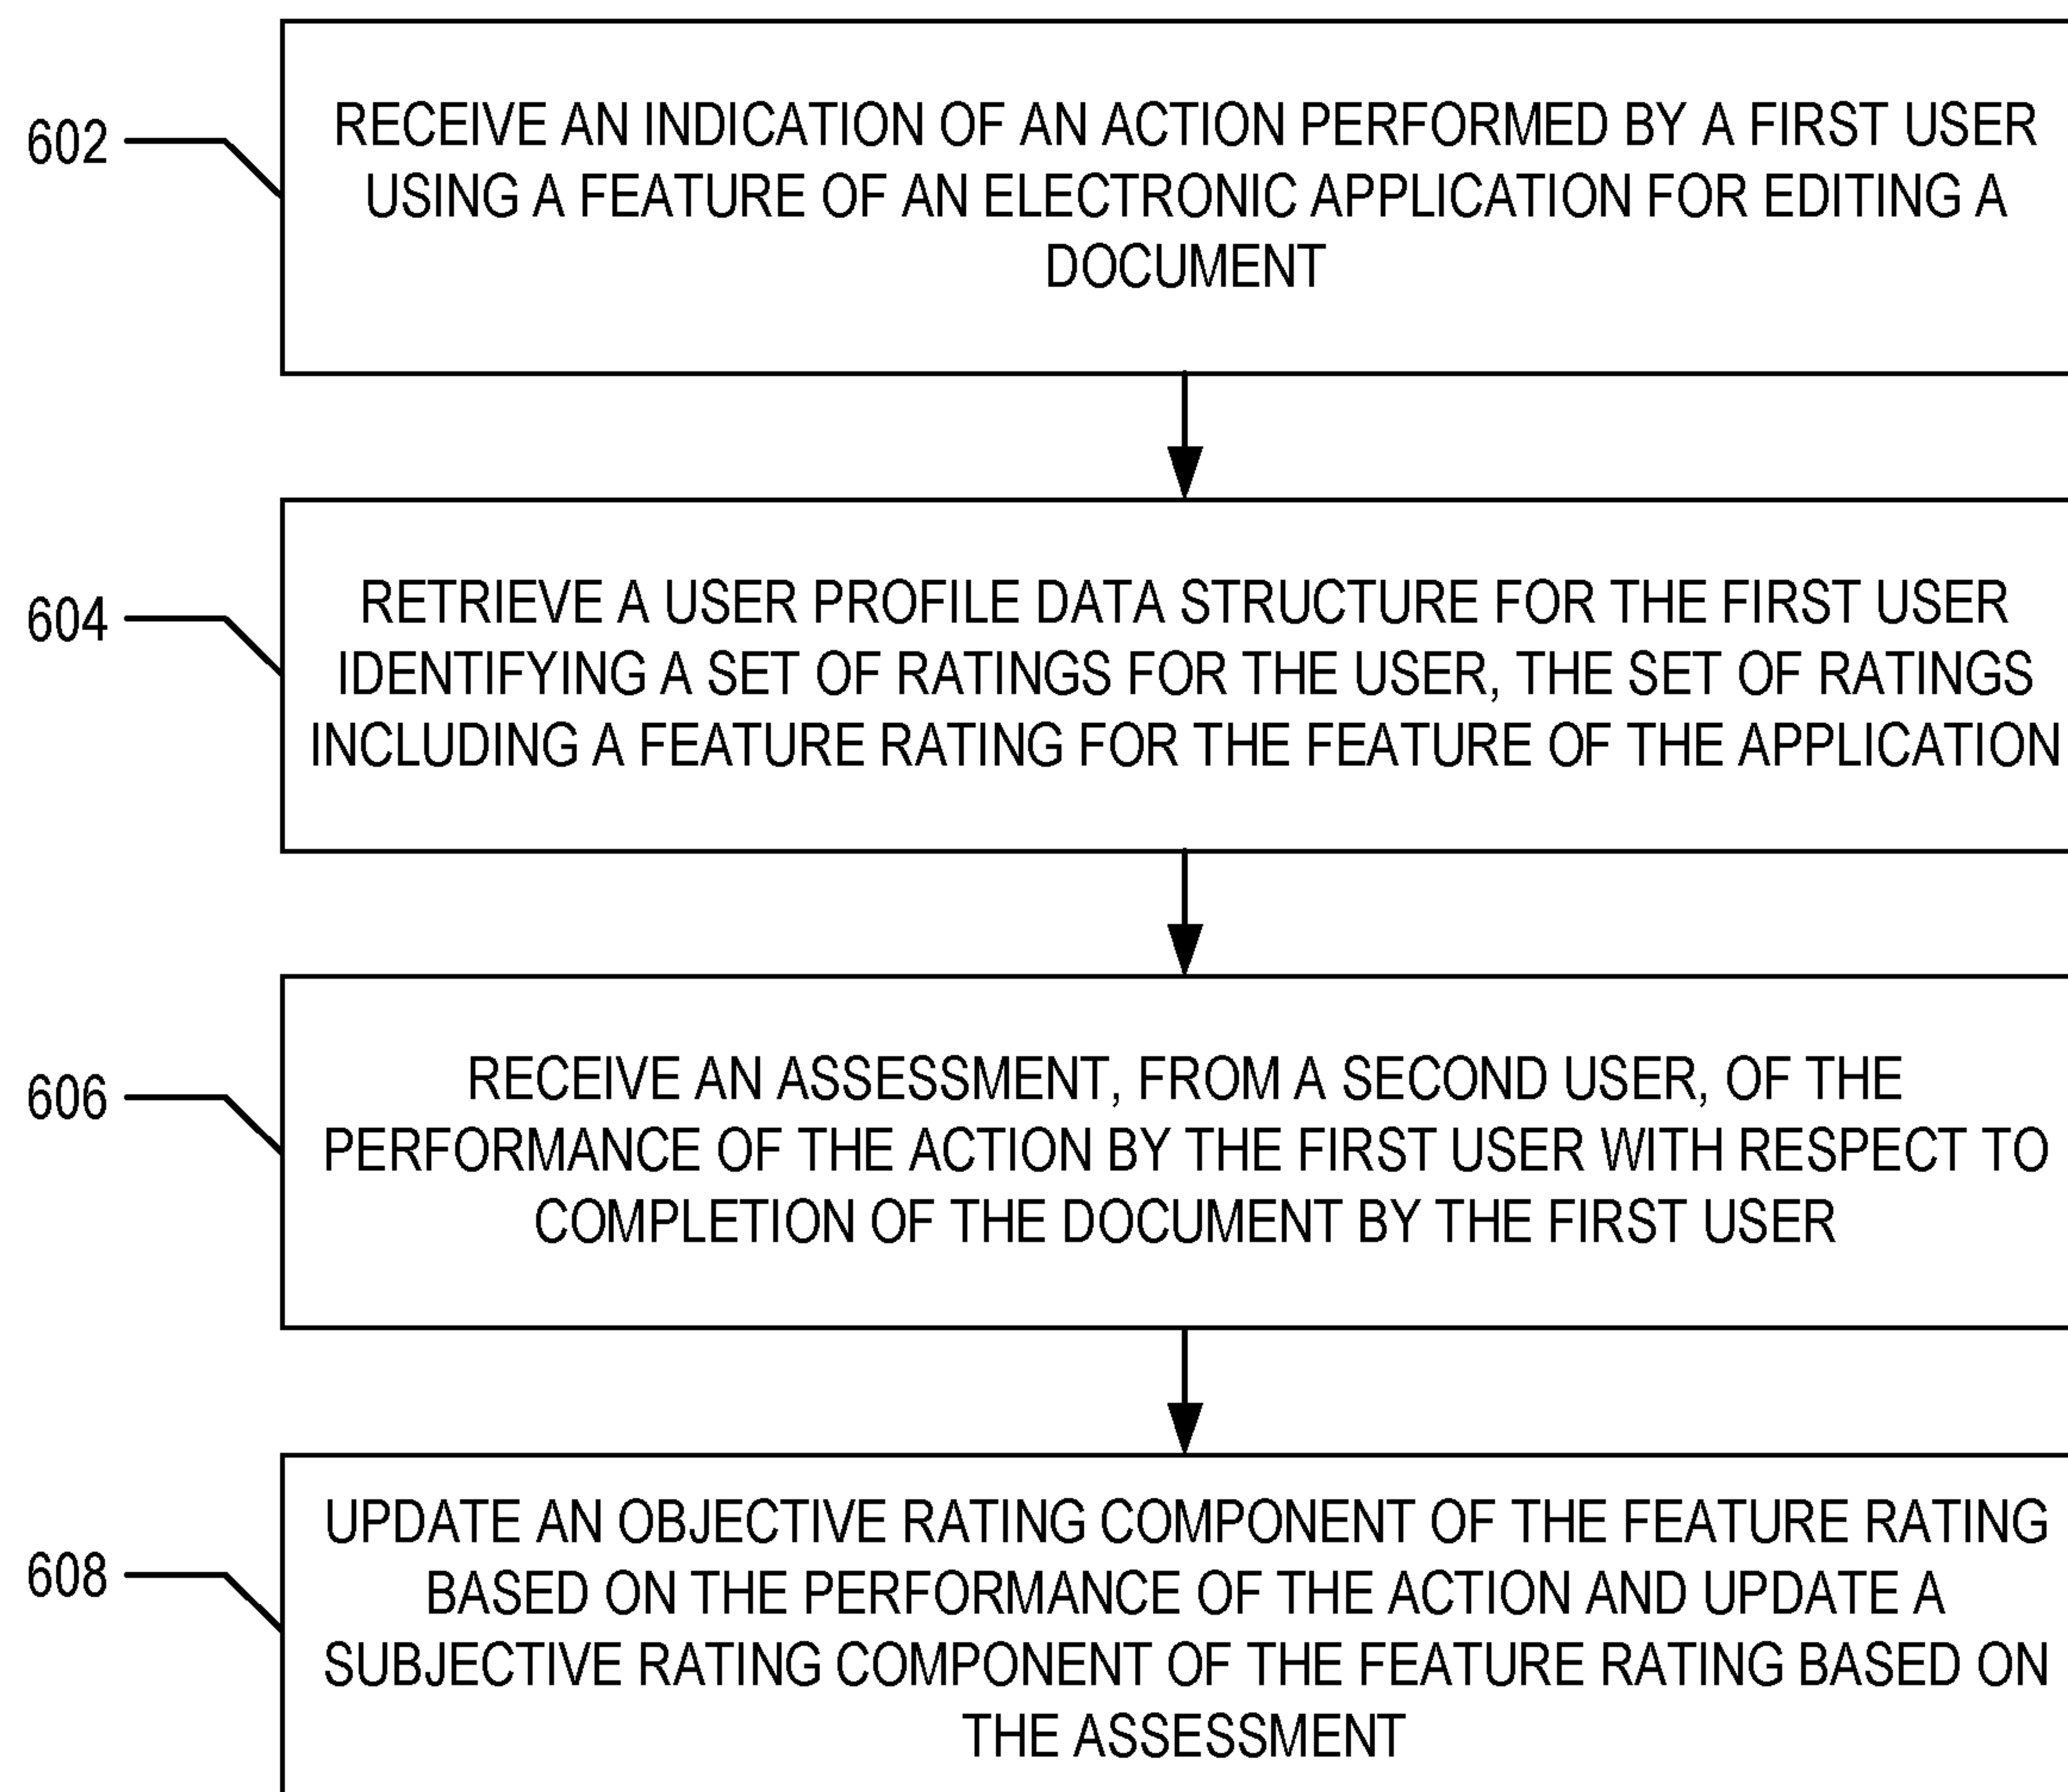 602
RECEIVE AN INDICATION OF AN ACTION PERFORMED BY A FIRST USER
USING A FEATURE OF AN ELECTRONIC APPLICATION FOR EDITING A
DOCUMENT
604
RETRIEVE A USER PROFILE DATA STRUCTURE FOR THE FIRST USER
IDENTIFYING A SET OF RATINGS FOR THE USER, THE SET OF RATINGS
INCLUDING A FEATURE RATING FOR THE FEATURE OF THE APPLICATION
606
RECEIVE AN ASSESSMENT, FROM A SECOND USER, OF THE
PERFORMANCE OF THE ACTION BY THE FIRST USER WITH RESPECT TO
COMPLETION OF THE DOCUMENT BY THE FIRST USER
608
UPDATE AN OBJECTIVE RATING COMPONENT OF THE FEATURE RATING
BASED ON THE PERFORMANCE OF THE ACTION AND UPDATE A
SUBJECTIVE RATING COMPONENT OF THE FEATURE RATING BASED ON
THE ASSESSMENT